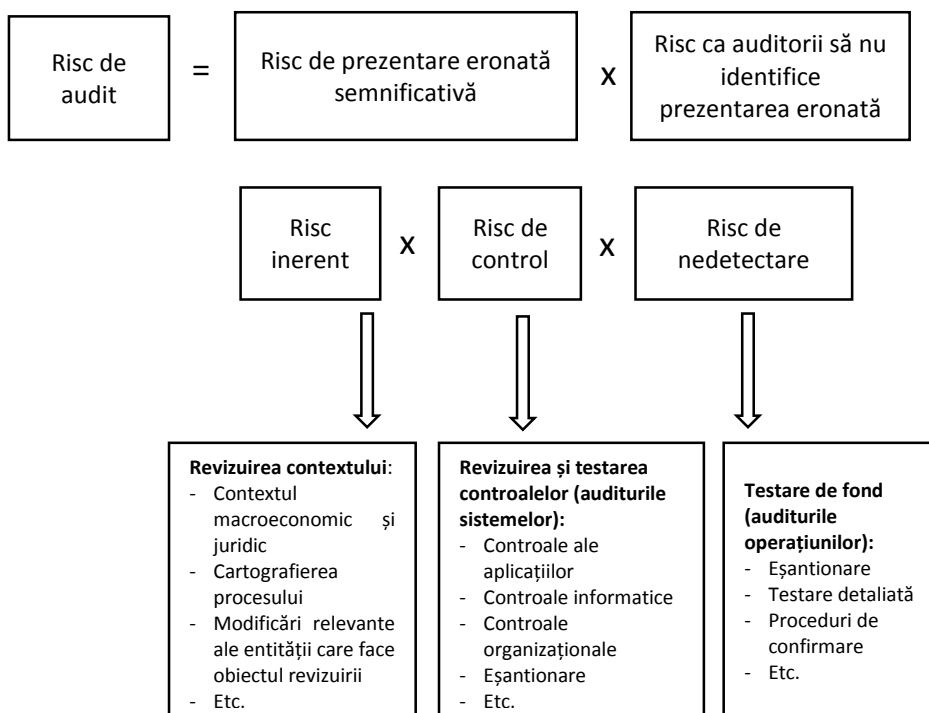 Risc de
audit
=
Risc de prezentare eronată
semnificativă
x
Risc ca auditorii să nu
identifice
prezentarea eronată
Risc
inerent
x
Risc de
control
x
Risc de
nedetectare
Revizuirea contextului:
- Contextul
macroeconomic și
juridic
- Cartografierea
procesului
- Modificări relevante
ale entității care face
obiectul revizuirii
- Etc.
Revizuirea și testarea
controalelor (auditurile
sistemelor):
- Controale ale
aplicațiilor
- Controale informatice
- Controale
organizaționale
- Eșantionare
- Etc.
Testare de fond
(auditurile
operațiunilor):
- Eșantionare
- Testare detaliată
- Proceduri de
confirmare
- Etc.